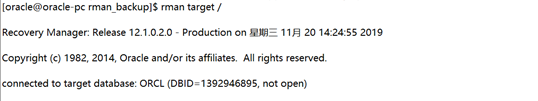 [oracle@oracle-pc rman_backup]$ rman target /
Recovery Manager: Release 12.1.0.2.0 - Production on 星期三 11月 20 14:24:55 2019
Copyright (c) 1982, 2014, Oracle and/or its affiliates.  All rights reserved.
connected to target database: ORCL (DBID=1392946895, not open)